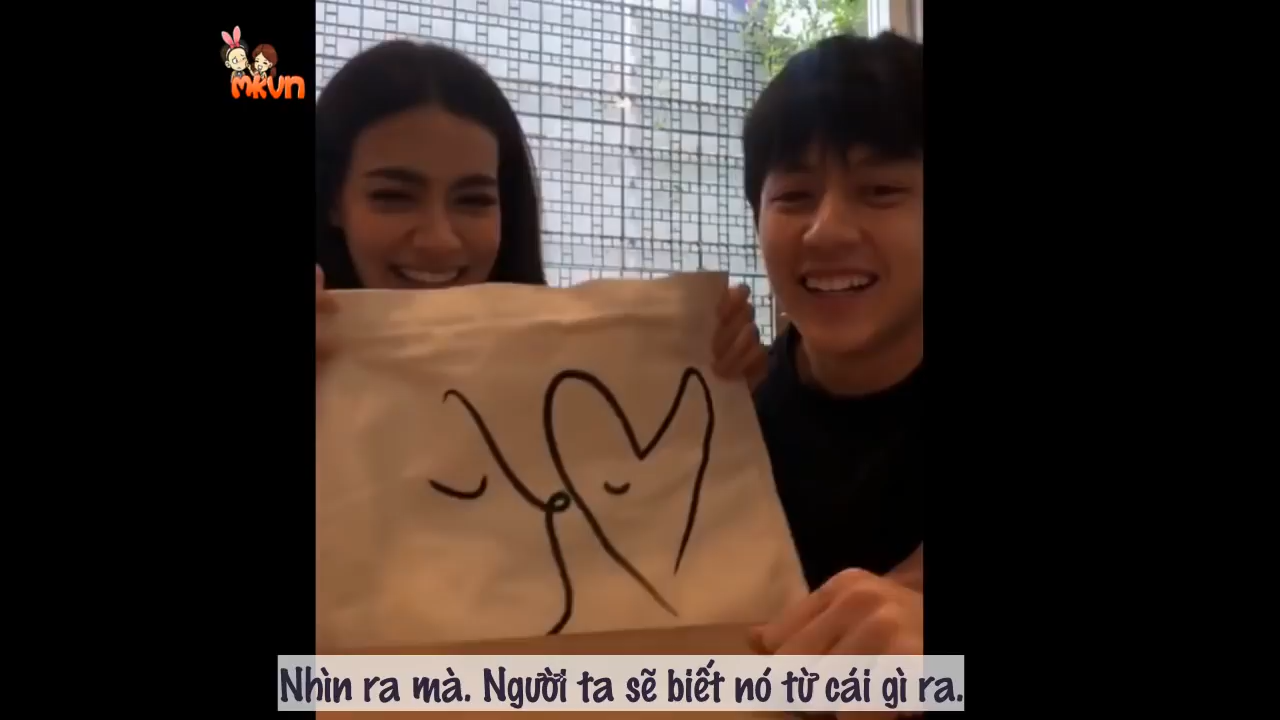 MKVN
Nhìn ra mà. Người ta sẽ biết nó từ cái gì ra.